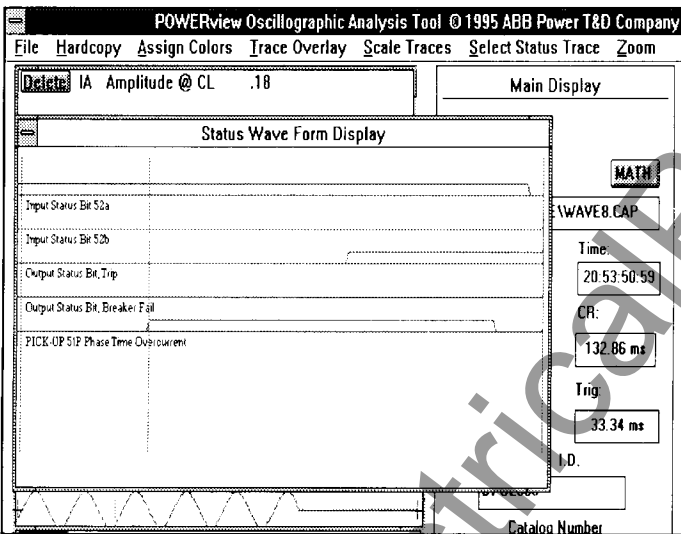 POWERview Oscillographic Analysis Tool © 1995 ABB Power T&D Company
File Hardcopy Assign Colors Trace Overlay Scale Traces Select Status Trace Zoom
Delete IA Amplitude @ CL .18
Main Display
Status Wave Form Display
MATH
Input Status Bit 52a
E\WAVE8.CAP
Input Status Bit 52b
Time:
Output Status Bit, Trip
20:53:50.59
Output Status Bit, Breaker Fail
CR:
PICK-UP 51P Phase Time Overcurrent
132.86 ms
Trig:
33.34 ms
I.D.
Catalog Number